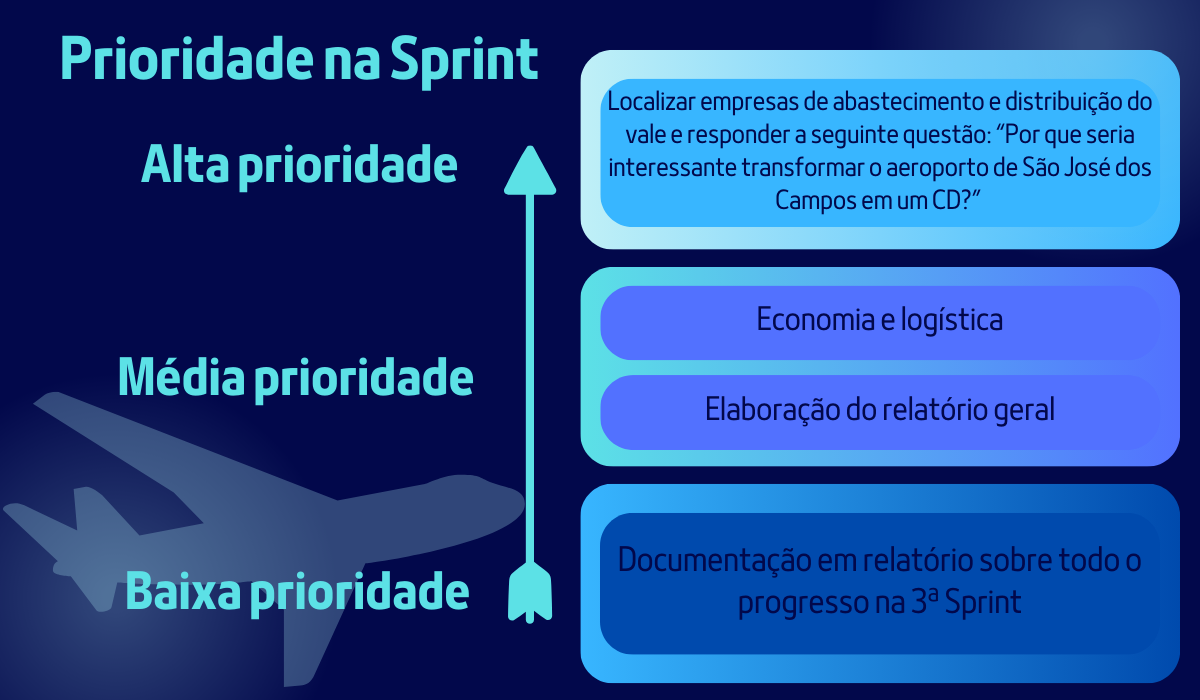 Prioridade na Sprint
Alta prioridade
Localizar empresas de abastecimento e distribuição do
vale e responder a seguinte questão: “Por que seria
interessante transformar o aeroporto de São José dos
Campos em um CD?”
Média prioridade
Economia e logística
Elaboração do relatório geral
Baixa prioridade
Documentação em relatório sobre todo o
progresso na 3ª Sprint